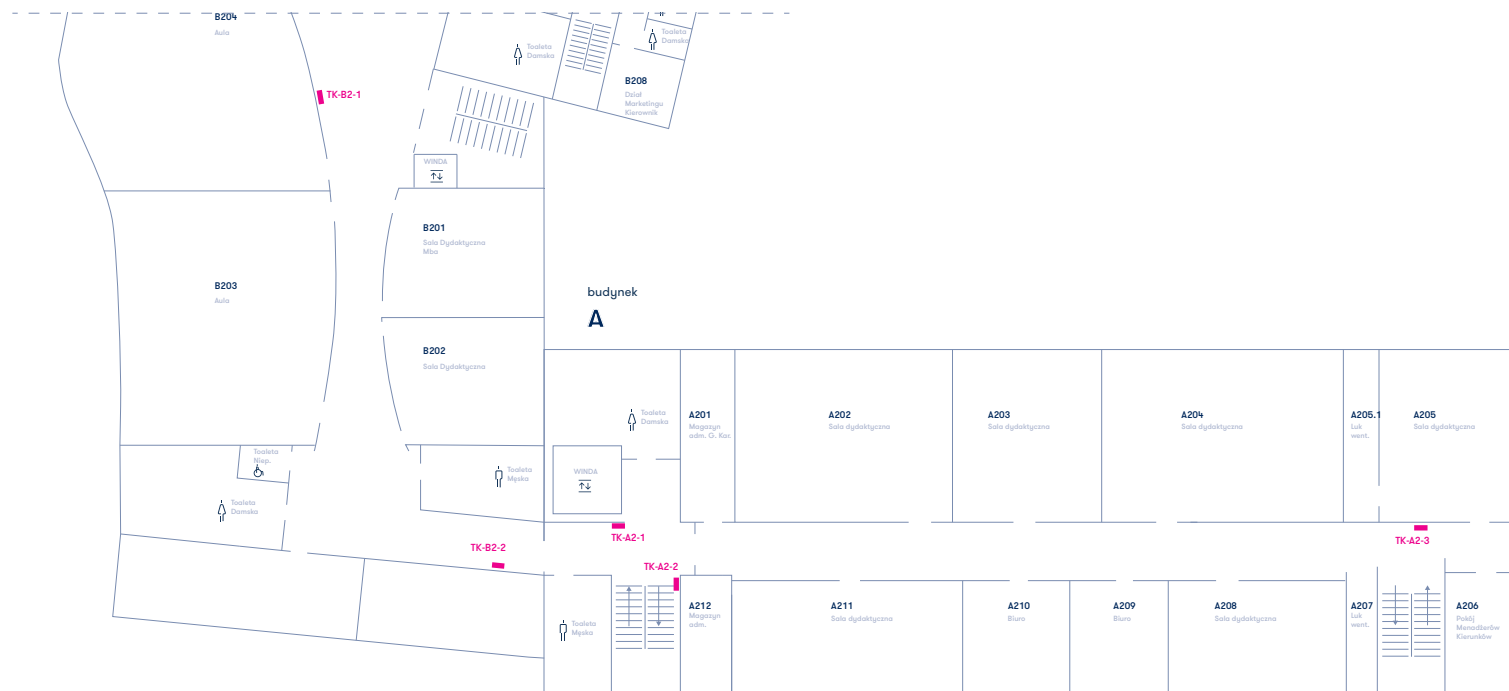 B204
Aula
Toaleta
Damska
Toaleta
Damska
B208
Dział
Marketingu
Kierownik
TK-B2-1
WINDA
B201
Sala Dydaktyczna
Mba
B203
Aula
budynek
A
B202
Sala Dydaktyczna
Toaleta
Damska
A201
Magazyn
adm. G. Kac
A202
Sala dydaktyczna
A203
Sala dydaktyczna
A204
Sala dydaktyczna
A205.1
Luk
went.
A205
Sala dydaktyczna
Toaleta
Niep.
Toaleta
Męska
WINDA
Toaleta
Damska
TK-B2-2
TK-A2-1
TK-A2-2
TK-A2-3
Toaleta
Męska
A212
Magazyn
adm.
A211
Sala dydaktyczna
A210
Biuro
A209
Biuro
A208
Sala dydaktyczna
A207
Luk
went.
A206
Pokój
Menadżerów
Kierunków